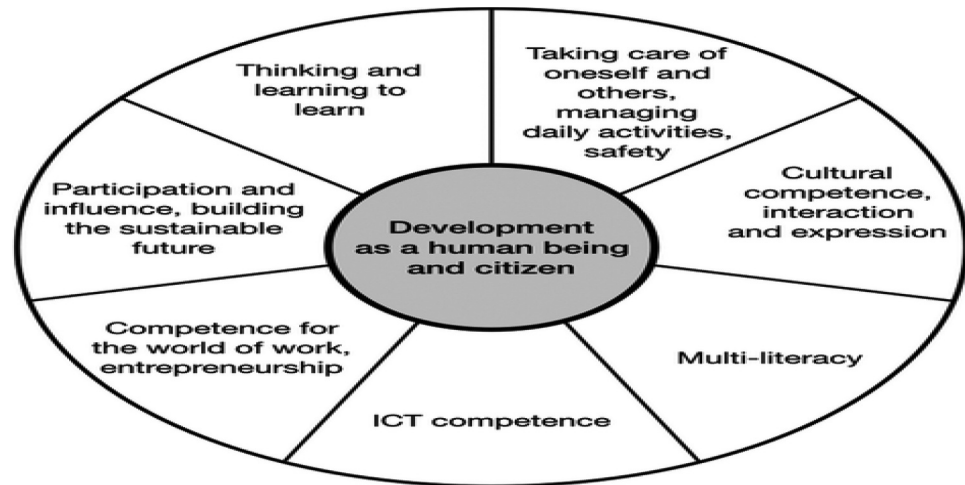 Thinking and
learning to
learn
Taking care of
oneself and
others,
managing
daily activities,
safety
Cultural
competence,
interaction
and expression
Multi-literacy
ICT competence
Competence for
the world of work,
entrepreneurship
Participation and
influence, building
the sustainable
future
Development
as a human being
and citizen